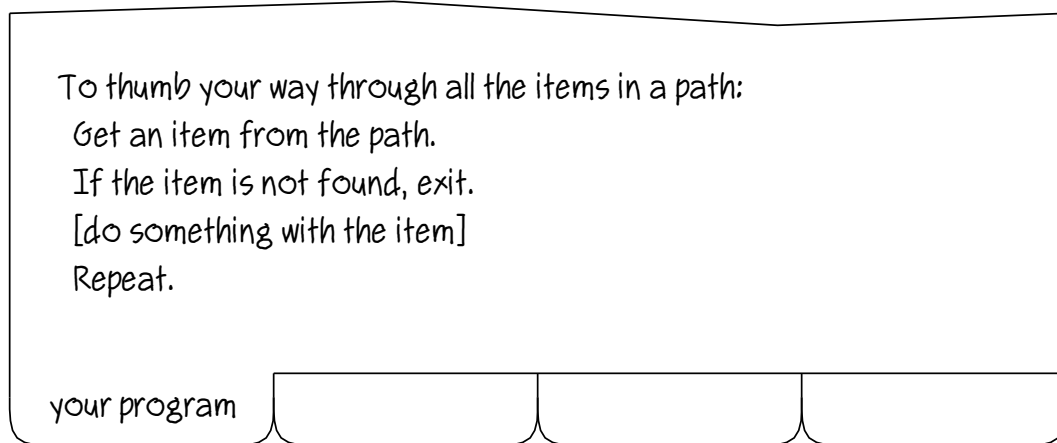 To thumb your way through all the items in a path:
Get an item from the path.
If the item is not found, exit.
[do something with the item]
Repeat.
your program